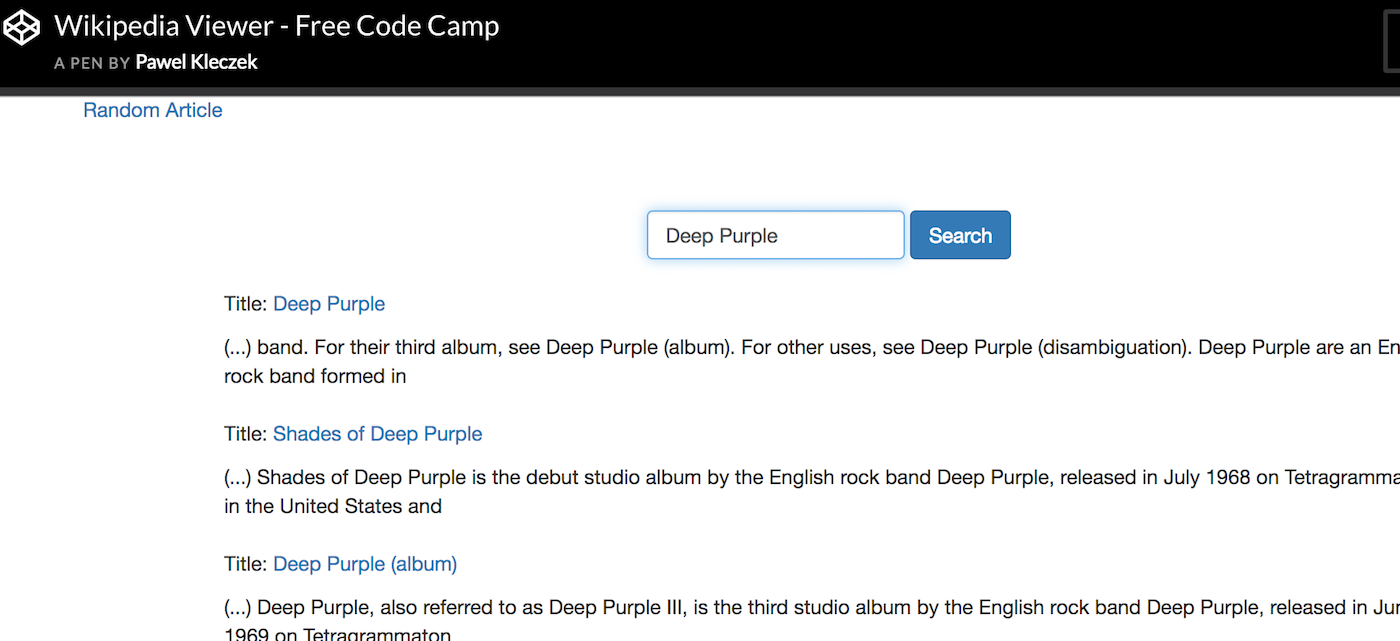 Wikipedia Viewer - Free Code Camp
A PEN BY Pawel Kleczek
Random Article
Deep Purple
Search
Title: Deep Purple
(...) band. For their third album, see Deep Purple (album). For other uses, see Deep Purple (disambiguation). Deep Purple are an En
rock band formed in
Title: Shades of Deep Purple
(...) Shades of Deep Purple is the debut studio album by the English rock band Deep Purple, released in July 1968 on Tetragramma
in the United States and
Title: Deep Purple (album)
(...) Deep Purple, also referred to as Deep Purple III, is the third studio album by the English rock band Deep Purple, released in Jun
1969 on Tetragrammaton